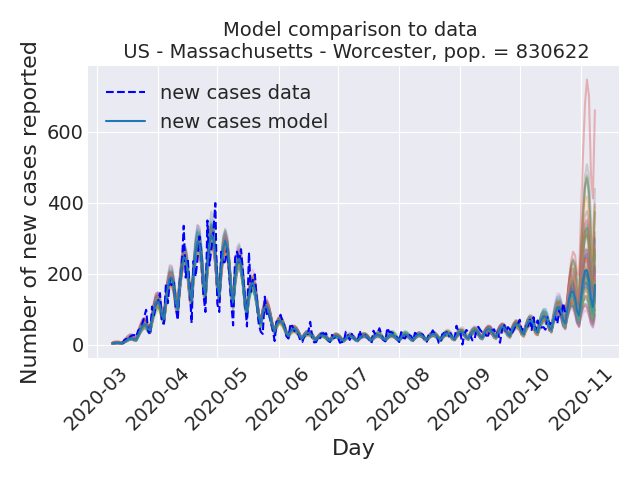 Model comparison to data
US - Massachusetts - Worcester, pop. = 830622
new cases data
new cases model
Number of new cases reported
600
400
200
0
2020-03
2020-04
2020-05
2020-06
2020-07
2020-08
2020-09
2020-10
2020-11
Day